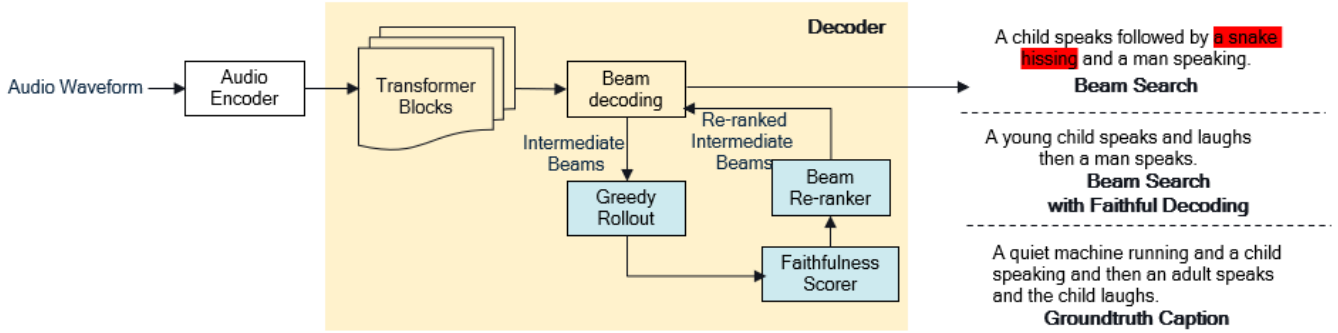 Decoder
Audio Waveform
Audio
Encoder
Transformer
Blocks
Beam
decoding
Intermediate
Beams
Re-ranked
Intermediate
Beams
Greedy
Rollout
Beam
Re-ranker
Faithfulness
Scorer
A child speaks followed by a snake
hissing and a man speaking.
Beam Search
A young child speaks and laughs
then a man speaks.
Beam Search
with Faithful Decoding
A quiet machine running and a child
speaking and then an adult speaks
and the child laughs.
Groundtruth Caption